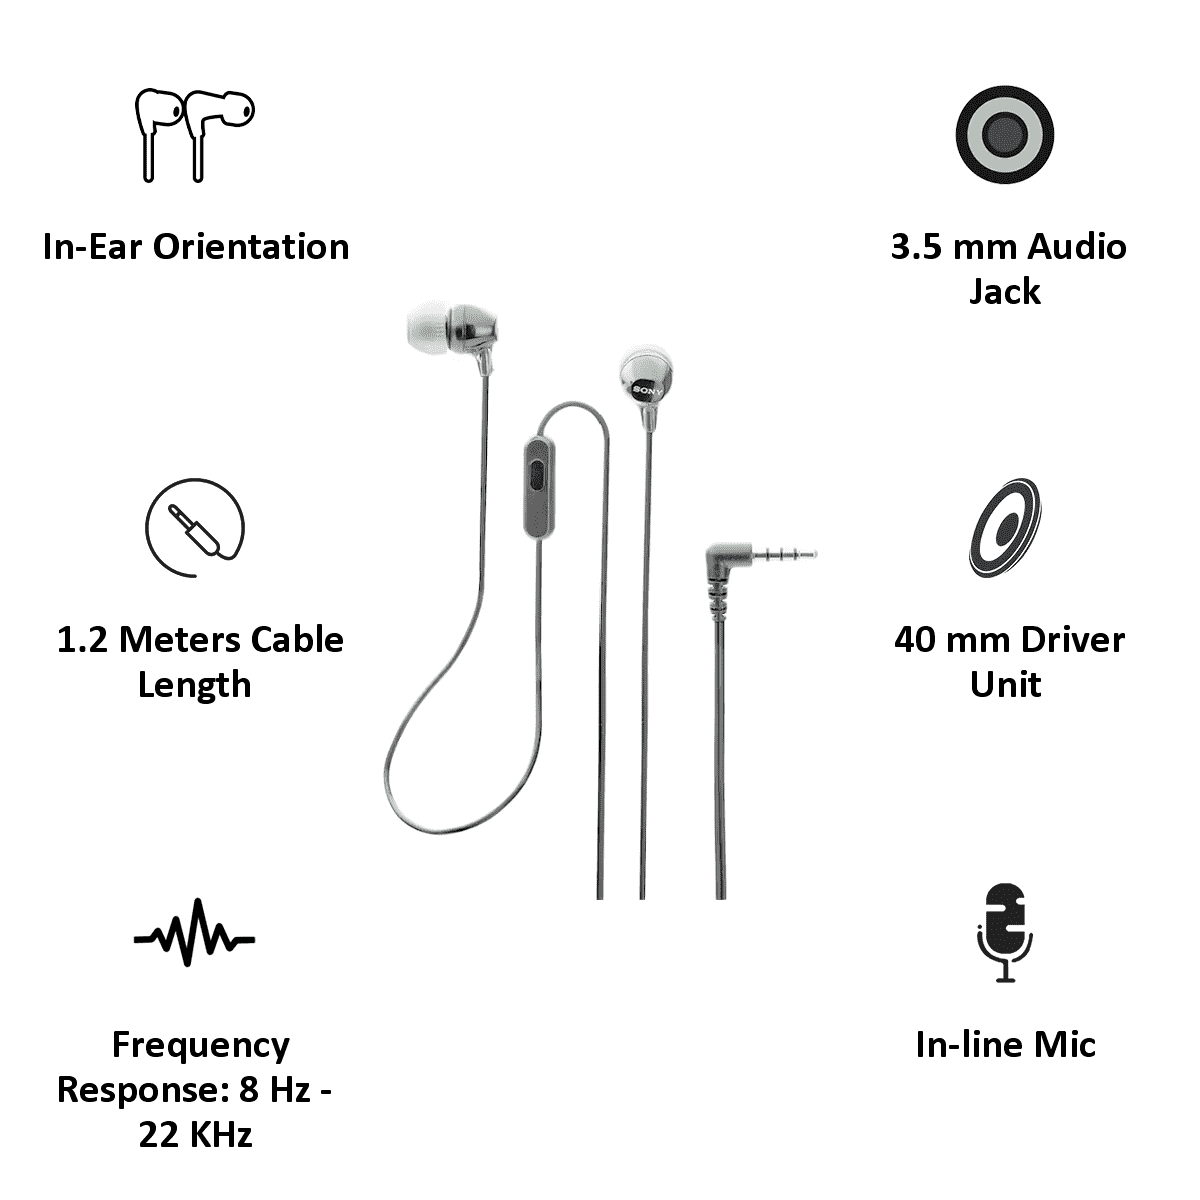 In-Ear Orientation
3.5 mm Audio
Jack
SONY
1.2 Meters Cable
Length
40 mm Driver
Unit
Frequency
Response: 8 Hz -
22 KHz
In-line Mic